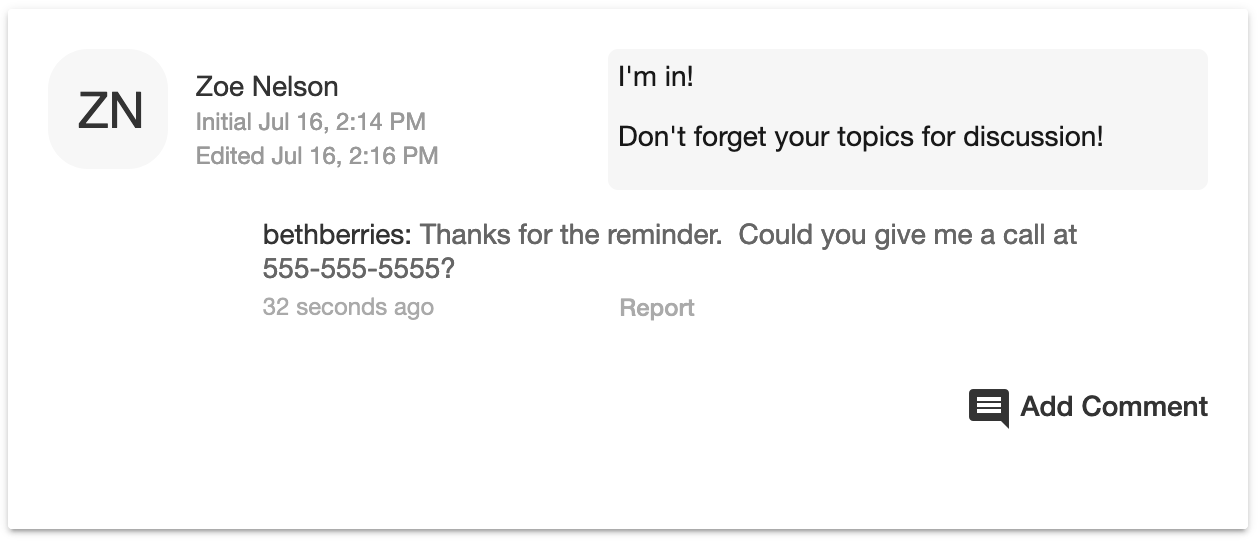 ZN
Zoe Nelson
Initial Jul 16, 2:14 PM
Edited Jul 16, 2:16 PM
I'm in!
Don't forget your topics for discussion!
bethberries: Thanks for the reminder.  Could you give me a call at
555-555-5555?
32 seconds ago
Report
Add Comment